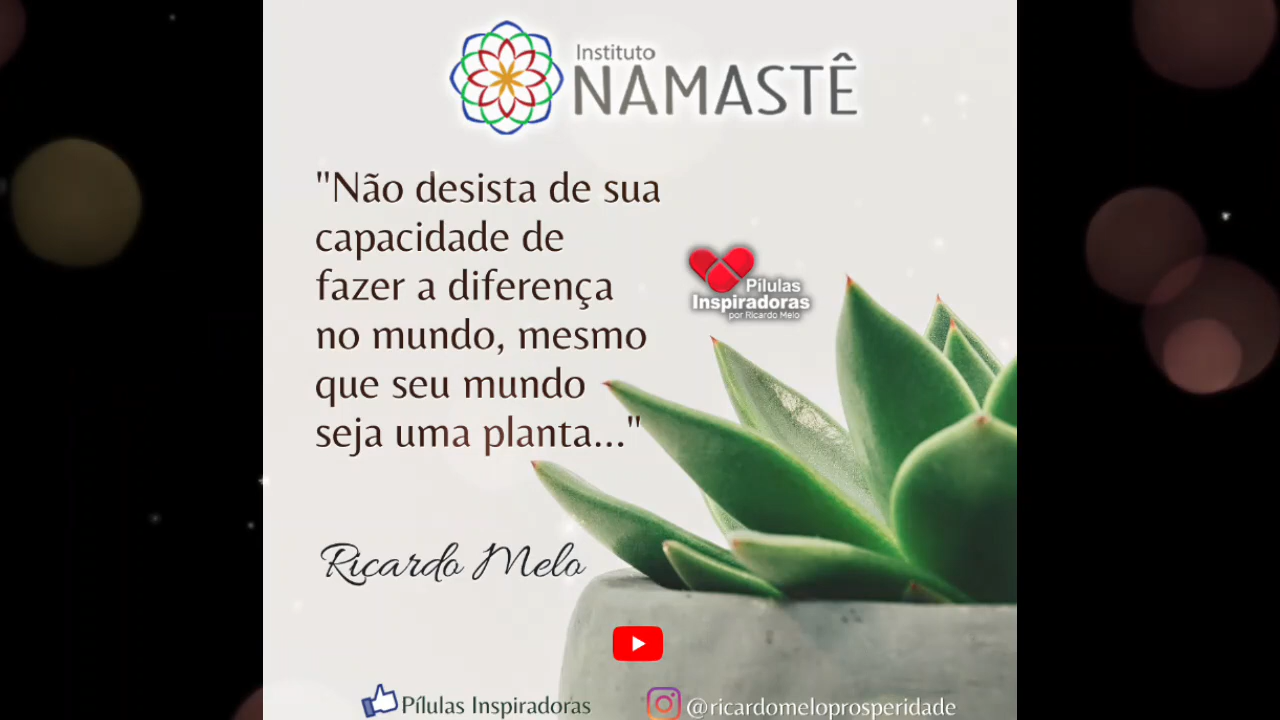 Instituto
NAMASTÊ
"Não desista de sua
capacidade de
fazer a diferença
no mundo, mesmo
que seu mundo
seja uma planta..."
Pílulas
Inspiradoras
por Ricardo Melo
Ricardo Melo
Pílulas Inspiradoras
@ricardomeloprosperidade